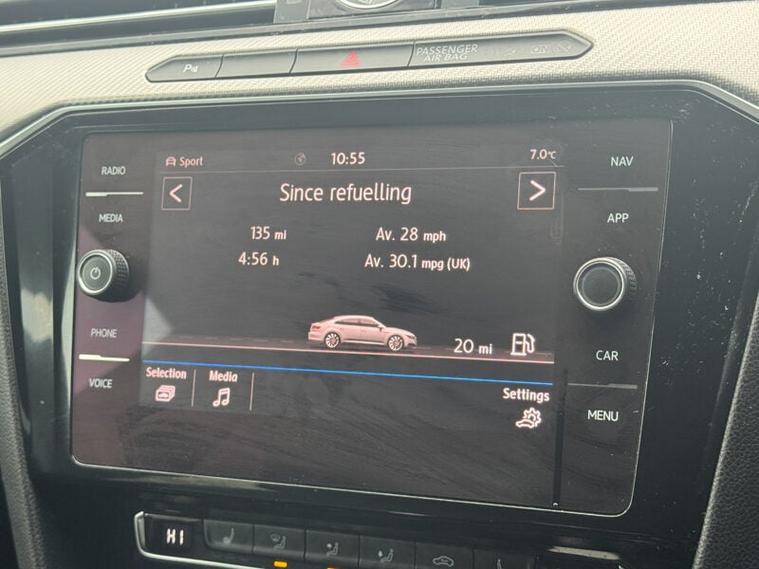 P
PASSENGER
AIR BAG
ON
RADIO
MEDIA
PHONE
VOICE
Sport
10:55
7.0°C
Since refuelling
135 mi
Av. 28 mph
4:56 h
Av. 30.1 mpg (UK)
20 mi
Selection
Media
Settings
NAV
APP
CAR
MENU
HI